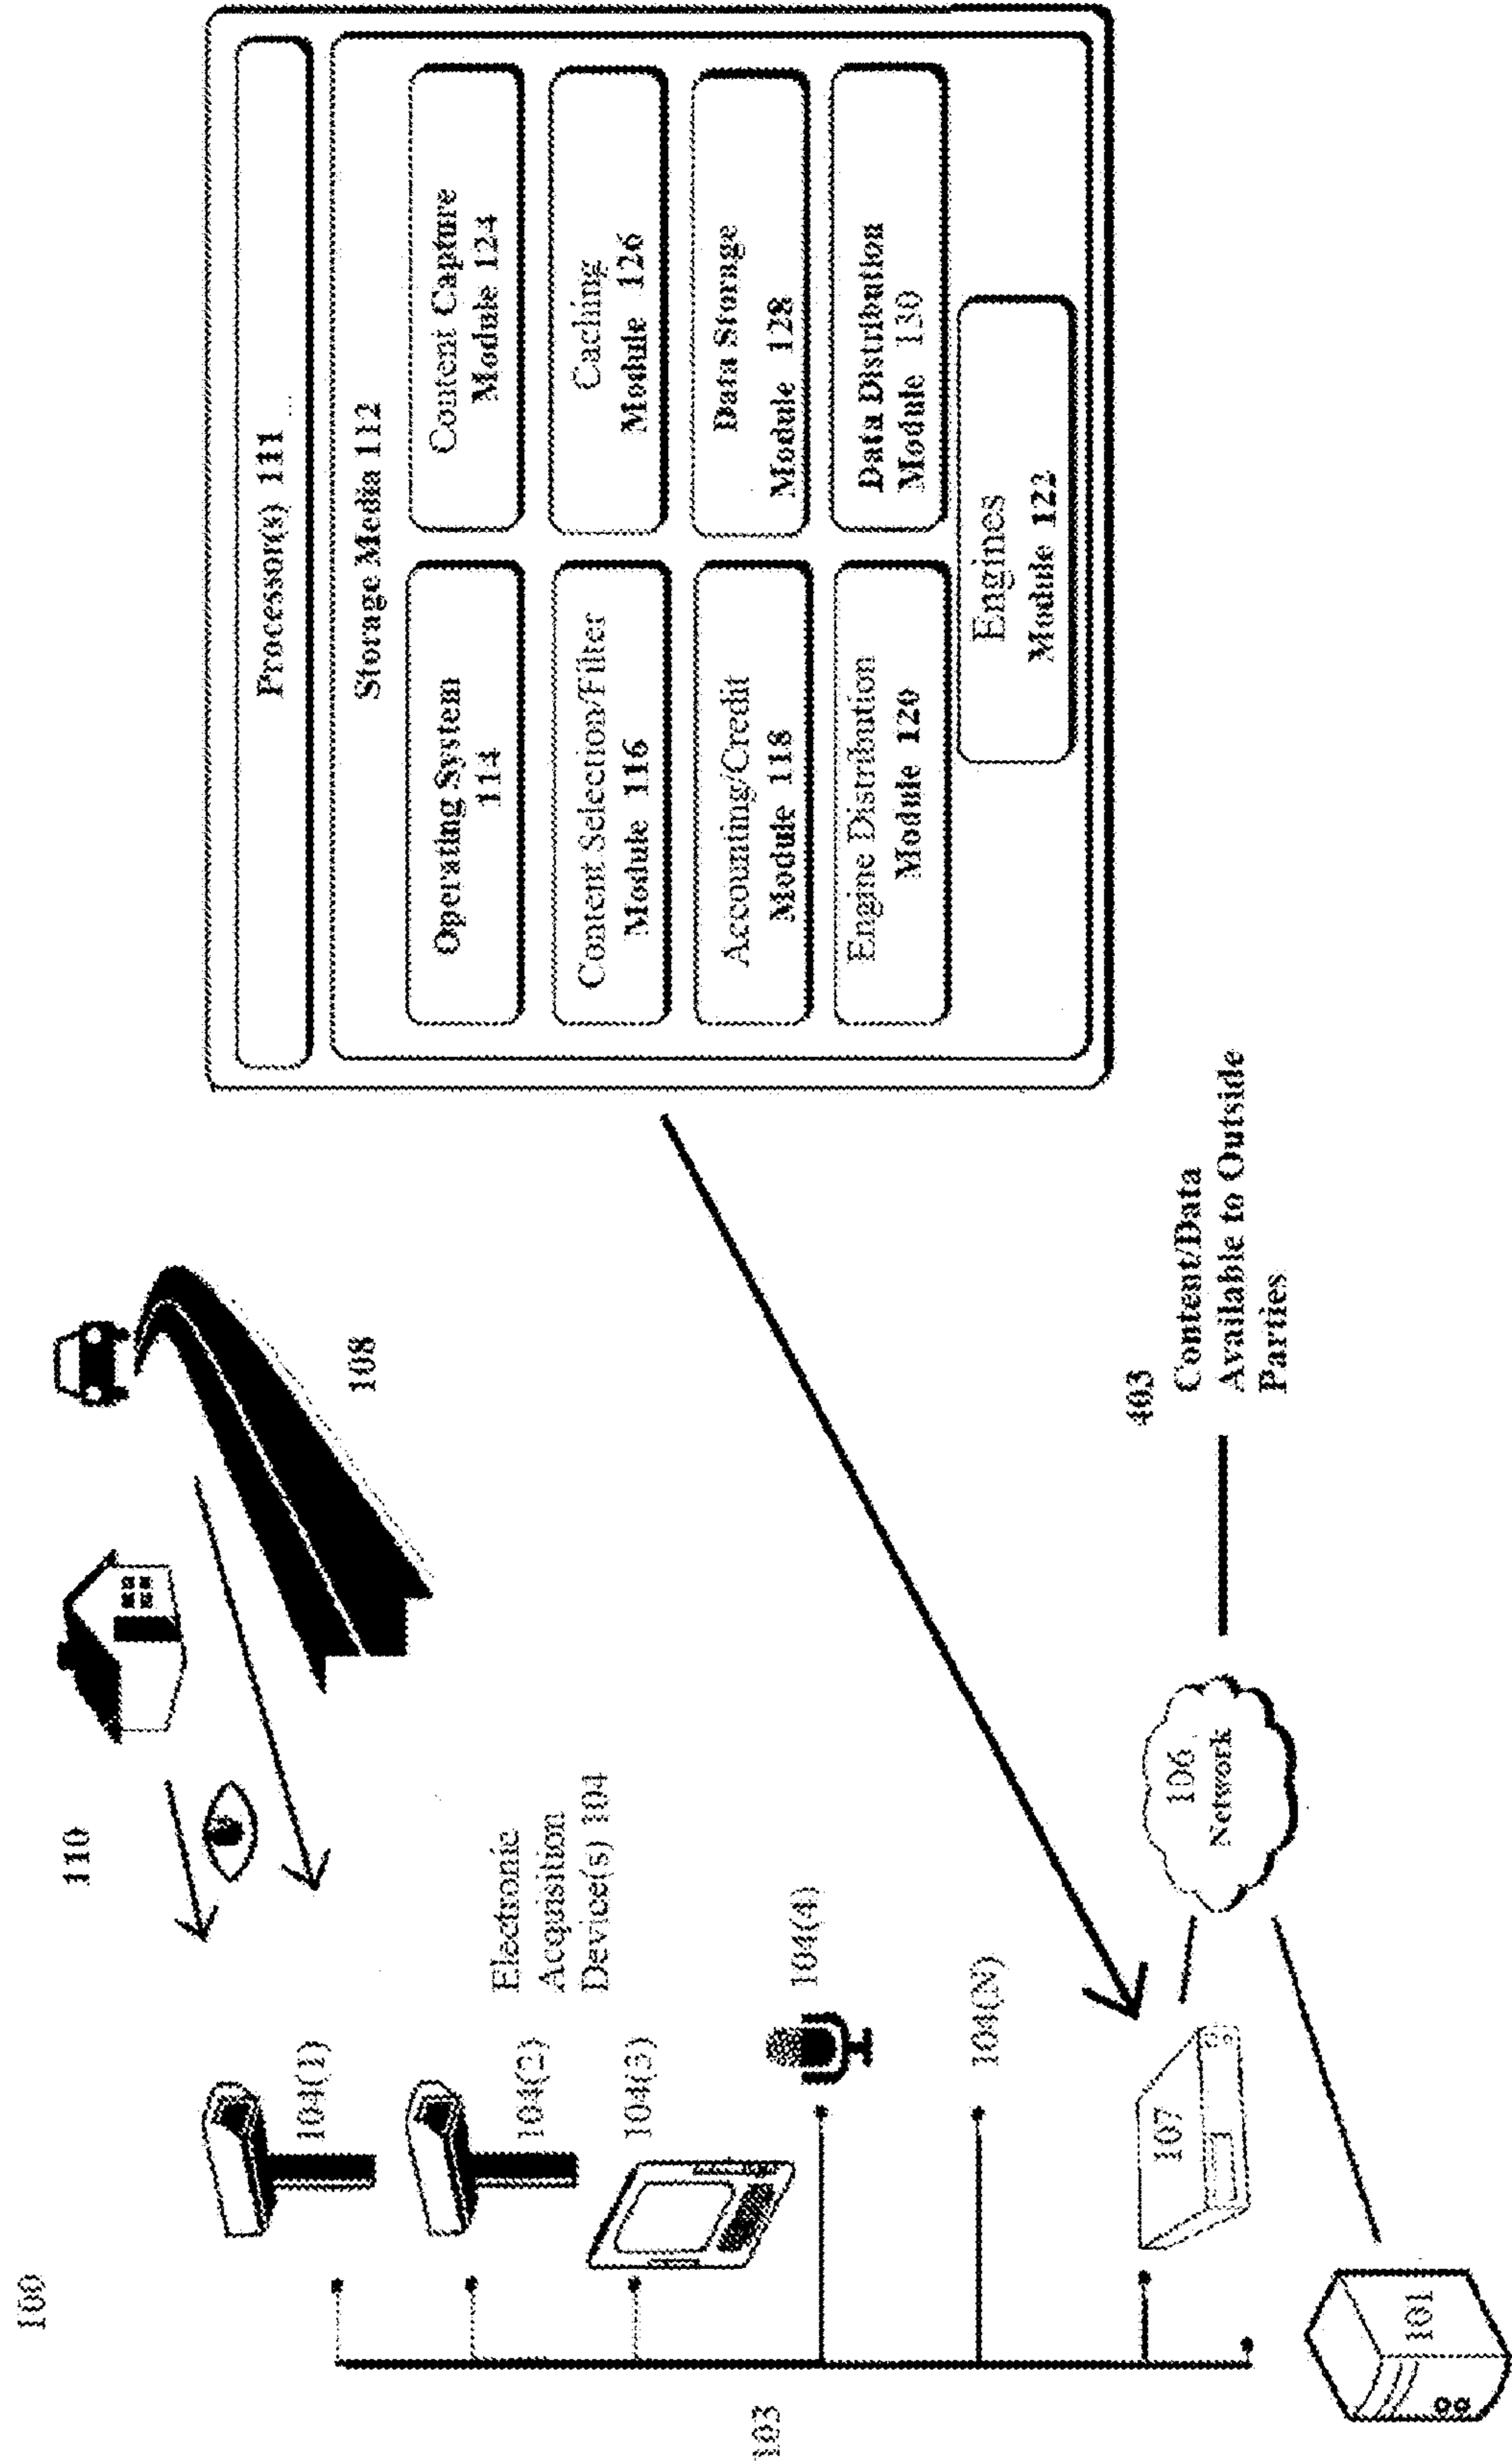 100
110
108
Electronic
Acquisition
Device(s) 104
104(1)
104(2)
104(3)
104(4)
104(N)
103
107
101
106
Network
403
Content/Data
Available to Outside
Parties
Processor(s) 111
Storage Media 112
Operating System
114
Content Capture
Module 124
Content Selection/Filter
Module 116
Caching
Module 126
Accounting/Credit
Module 118
Data Storage
Module 128
Engine Distribution
Module 120
Data Distribution
Module 130
Engines
Module 122